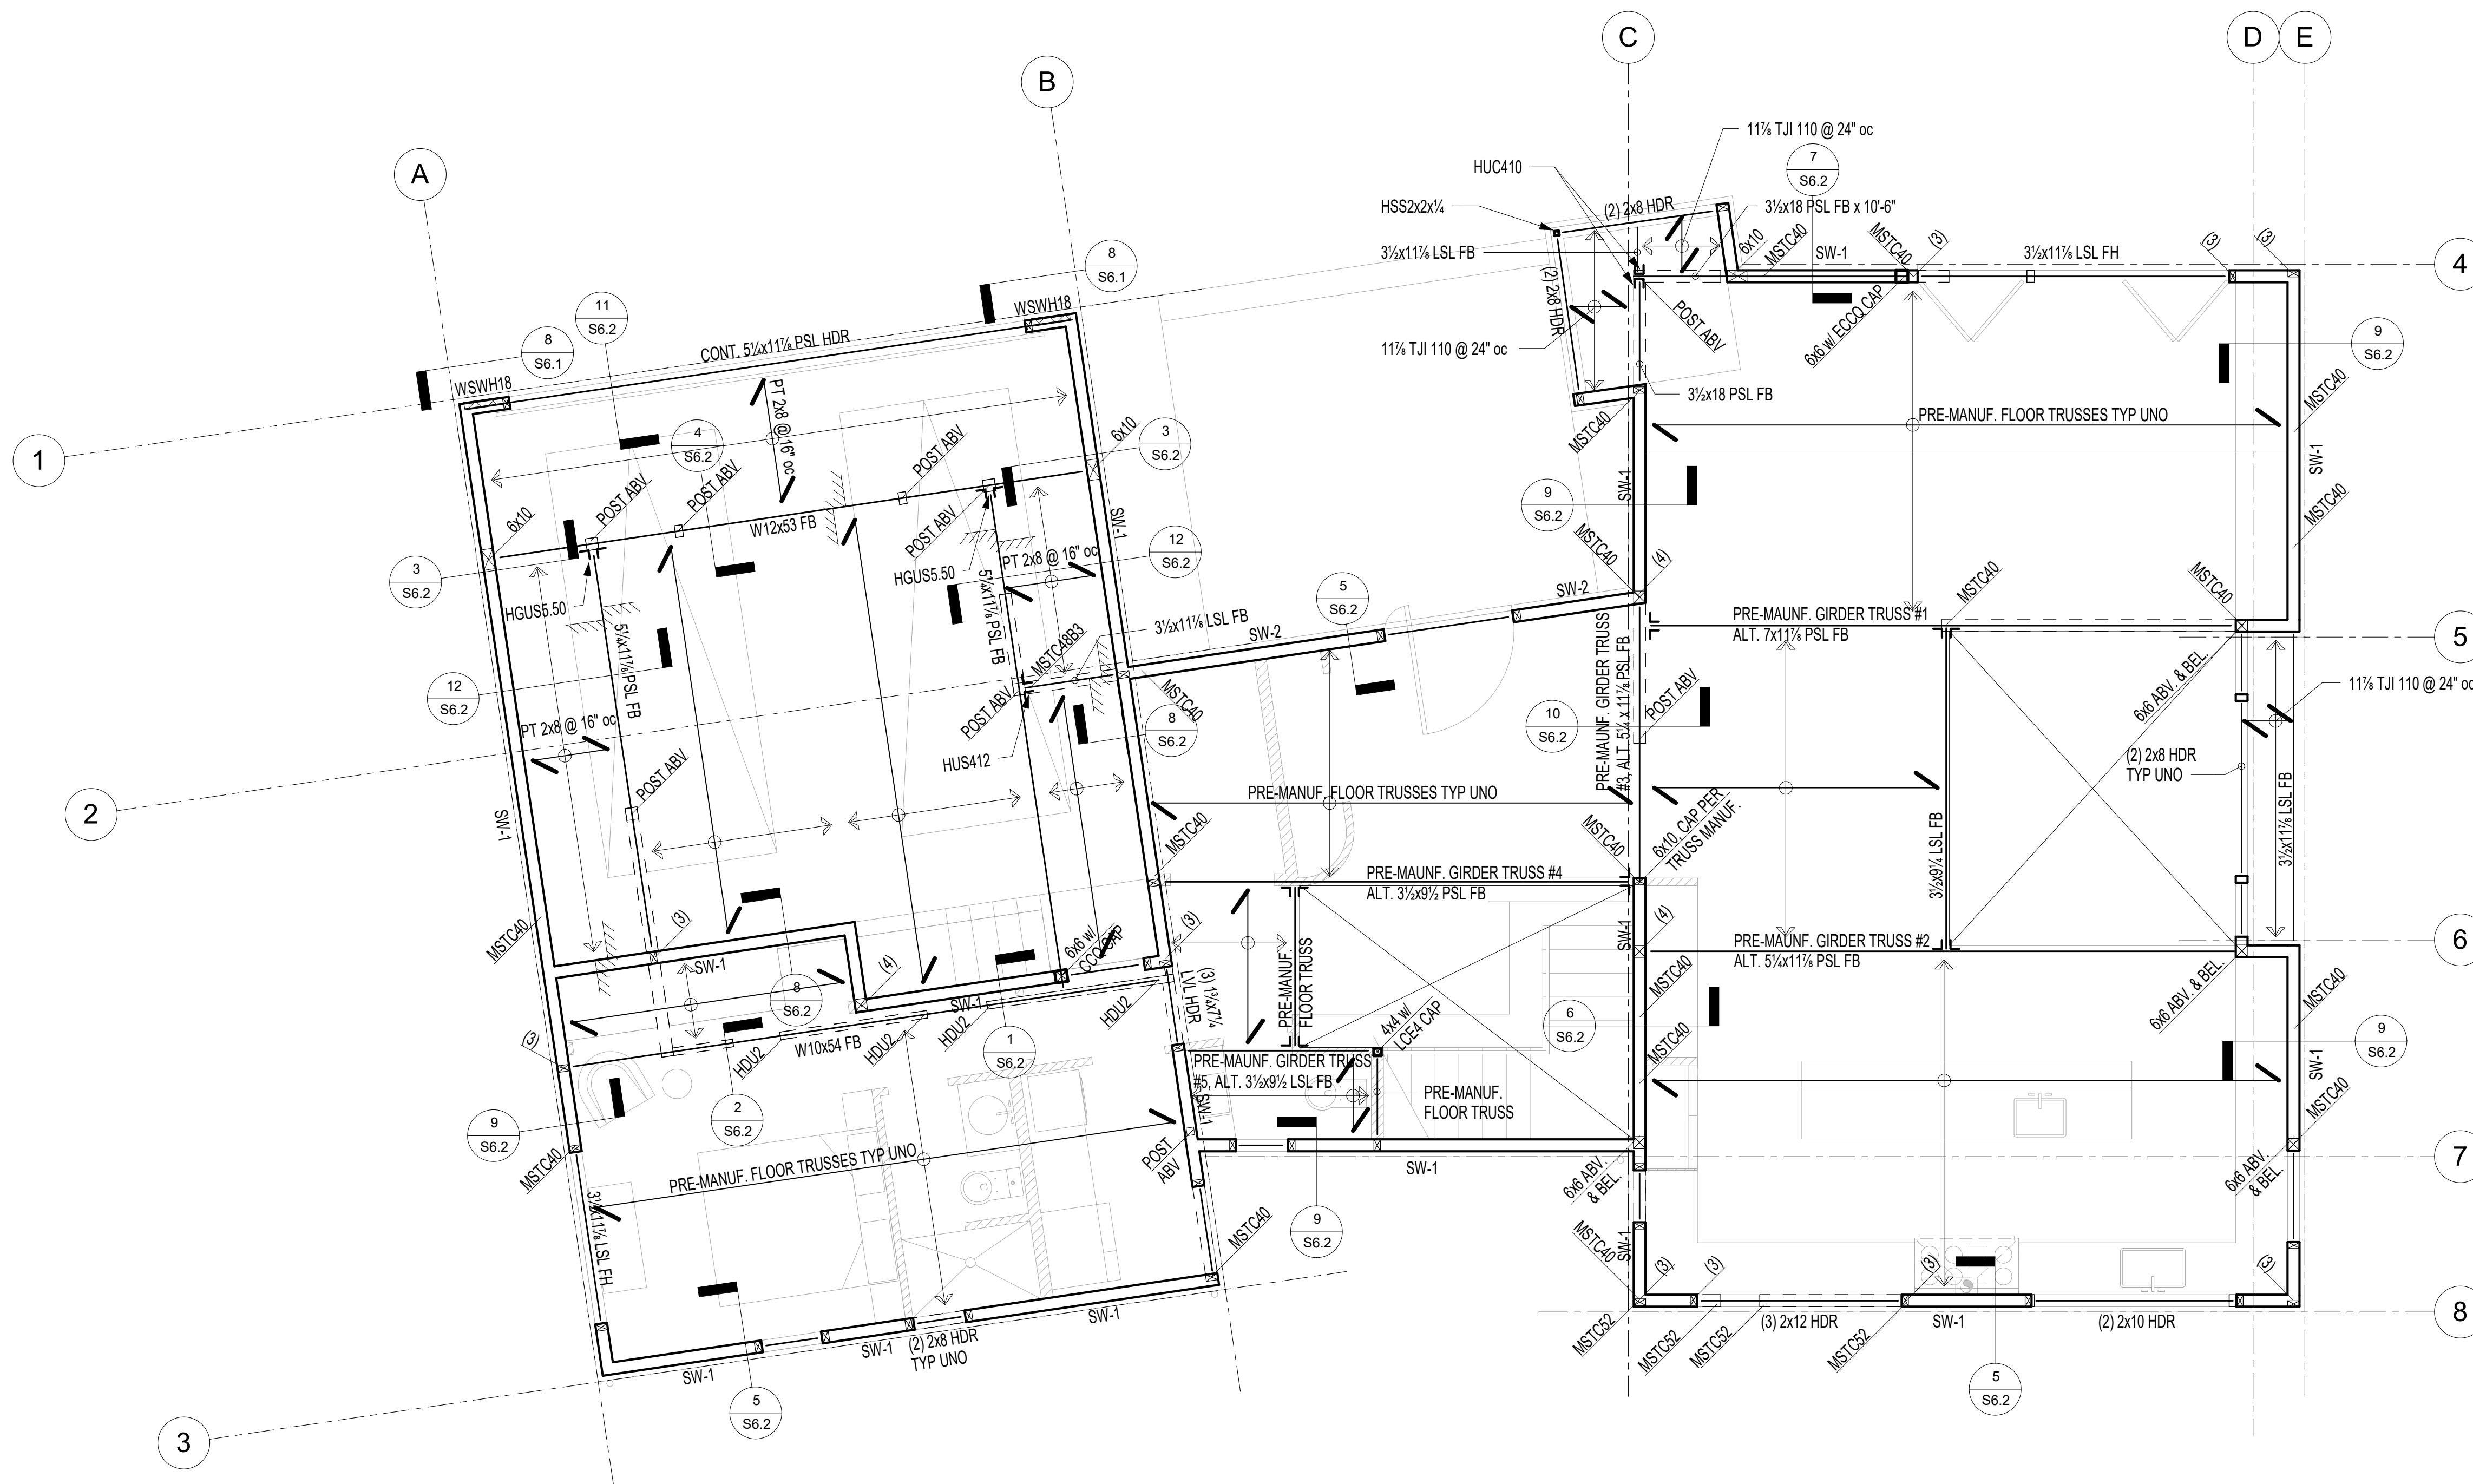 C
D
E
B
A
4
11⅞ TJI 110 @ 24" oc
7
S6.2
HUC410
HSS2x2x¼
(2) 2x8 HDR
3½x18 PSL FB x 10'-6"
3½x11⅞ LSL FB
6x10
MSTC40
SW-1
MSTC40
(3)
3½x11⅞ LSL FH
(3)
(3)
(2) 2x8 HDR
POST ABV
6x6 w/ ECCQ CAP
11⅞ TJI 110 @ 24" oc
3½x18 PSL FB
9
S6.2
MSTC40
MSTC40
PRE-MANUF. FLOOR TRUSSES TYP UNO
SW-1
SW-1
MSTC40
9
S6.2
MSTC40
(4)
8
S6.1
WSWH18
11
S6.2
8
S6.1
CONT. 5¼x11⅞ PSL HDR
WSWH18
PT 2x8 @ 16" oc
1
4
S6.2
POST ABV
6x10
3
S6.2
POST ABV
POST ABV
W12x53 FB
POST ABV
SW-1
6x10
3
S6.2
HGUS5.50
HGUS5.50
PT 2x8 @ 16" oc
12
S6.2
5¼x11⅞ PSL FB
5¼x11⅞ PSL FB
5
S6.2
SW-2
SW-2
3½x11⅞ LSL FB
MSTC48B3
POST ABV
MSTC40
12
S6.2
PT 2x8 @ 16" oc
8
S6.2
HUS412
POST ABV
2
SW-1
PRE-MAUNF. GIRDER TRUSS #1
ALT. 7x11⅞ PSL FB
MSTC40
MSTC40
5
PRE-MAUNF. GIRDER TRUSS
#3, ALT. 5¼ x 11⅞ PSL FB
POST ABV
10
S6.2
6x6 ABV. & BEL.
11⅞ TJI 110 @ 24" oc
(2) 2x8 HDR
TYP UNO
3½x11⅞ LSL FB
3½x9¼ LSL FB
PRE-MANUF. FLOOR TRUSSES TYP UNO
MSTC40
MSTC40
6x10, CAP PER
TRUSS MANUF.
PRE-MAUNF. GIRDER TRUSS #4
ALT. 3½x9½ PSL FB
SW-1
(4)
PRE-MAUNF. GIRDER TRUSS #2
ALT. 5¼x11⅞ PSL FB
6
MSTC40
(3)
SW-1
(4)
6x6 w/
CCQ CAP
(3)
SW-1
8
S6.2
(3)
HDU2
W10x54 FB
HDU2
HDU2
1
S6.2
HDU2
(3) 1¾x7¼
LVL HDR
PRE-MANUF.
FLOOR TRUSS
4x4 w/
LCE4 CAP
6
S6.2
MSTC40
MSTC40
6x6 ABV. & BEL.
MSTC40
9
S6.2
SW-1
PRE-MAUNF. GIRDER TRUSS
#5, ALT. 3½x9½ LSL FB
PRE-MANUF.
FLOOR TRUSS
SW-1
2
S6.2
9
S6.2
MSTC40
POST
ABV
PRE-MANUF. FLOOR TRUSSES TYP UNO
SW-1
6x6 ABV.
& BEL.
6x6 ABV.
& BEL.
MSTC40
7
3½x11⅞ LSL FH
MSTC40
9
S6.2
MSTC40
SW-1
(3)
(3)
(3)
(3)
SW-1
SW-1
(2) 2x8 HDR
TYP UNO
SW-1
MSTC52
MSTC52
MSTC52
(3) 2x12 HDR
MSTC52
SW-1
(2) 2x10 HDR
8
5
S6.2
5
S6.2
3